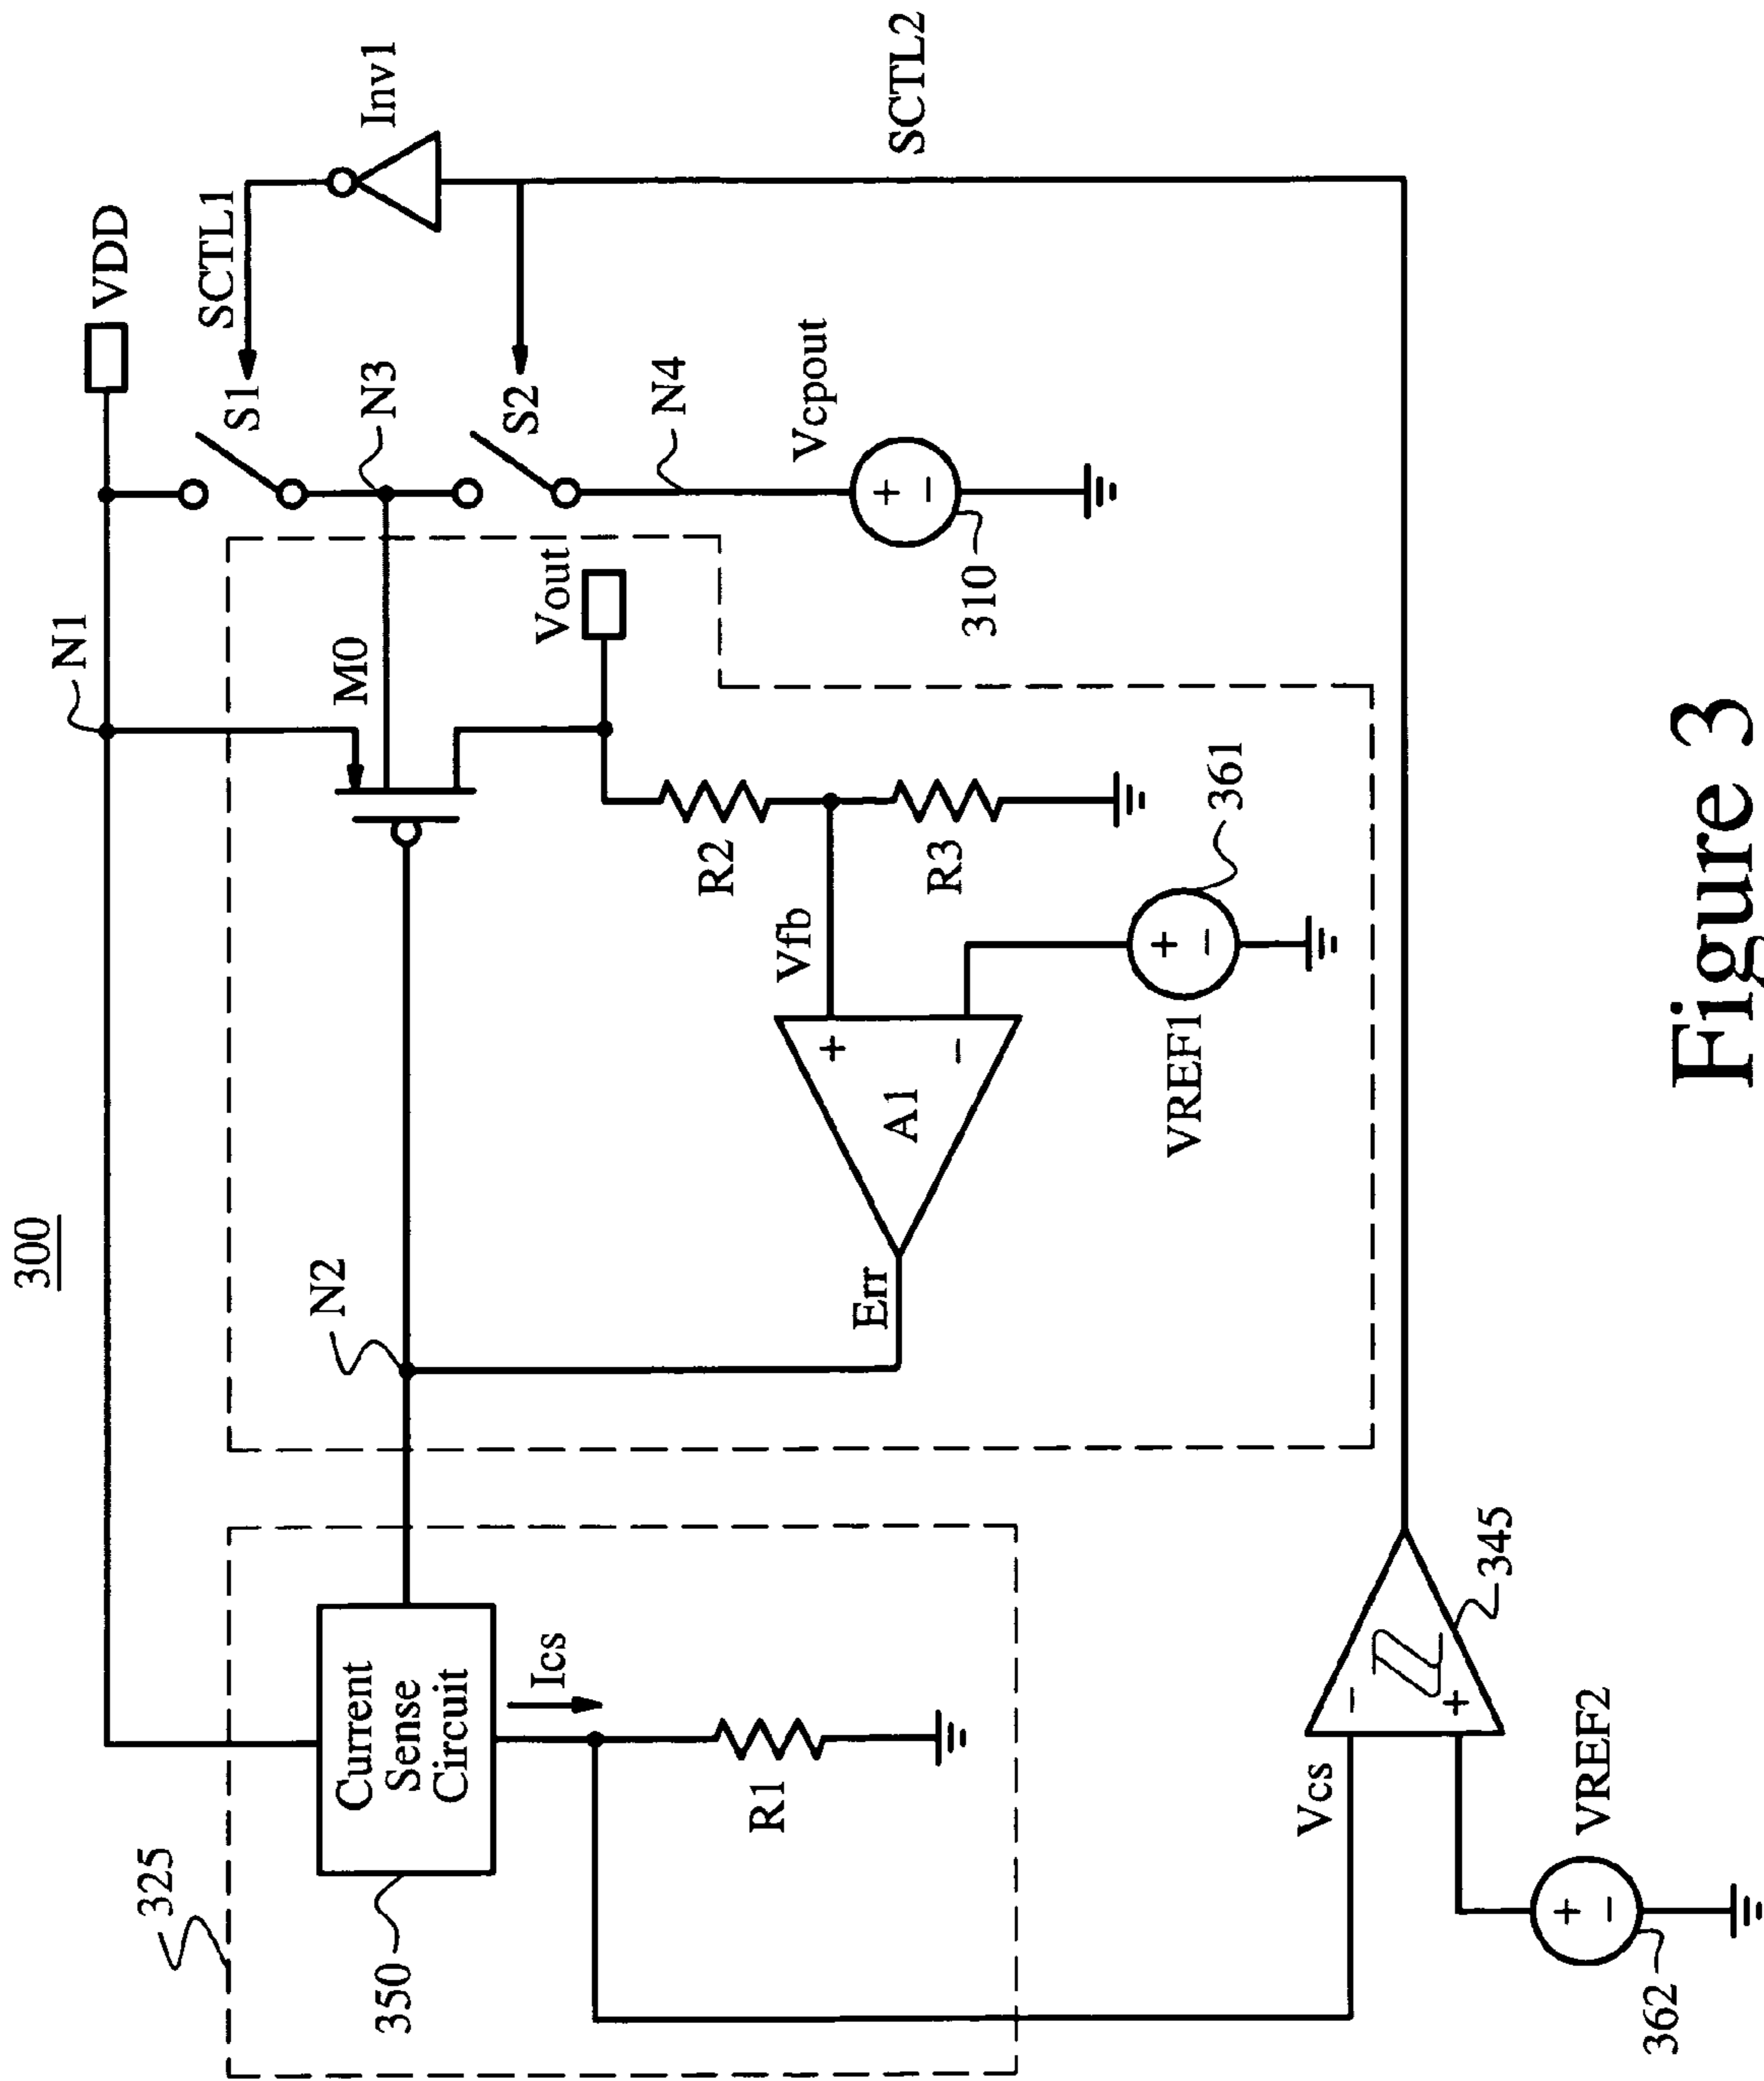 300
N1
VDD
SCTL1
Inv1
S1
N3
M0
N2
325
Current
Sense
Circuit
350
Ics
R1
Vout
S2
N4
Vcpout
+
−
310
SCTL2
R2
Vfb
R3
+
−
A1
Err
361
+
−
VREF1
Vcs
−
+
345
VREF2
+
−
362
Figure 3